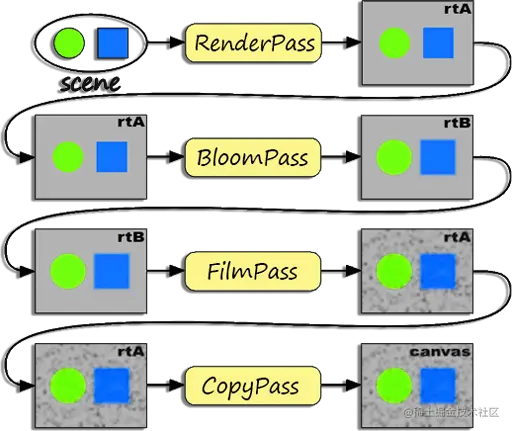 rtA
RenderPass
scene
rtA
BloomPass
rtB
rtB
FilmPass
rtA
rtA
CopyPass
canvas
@稀土掘金技术社区